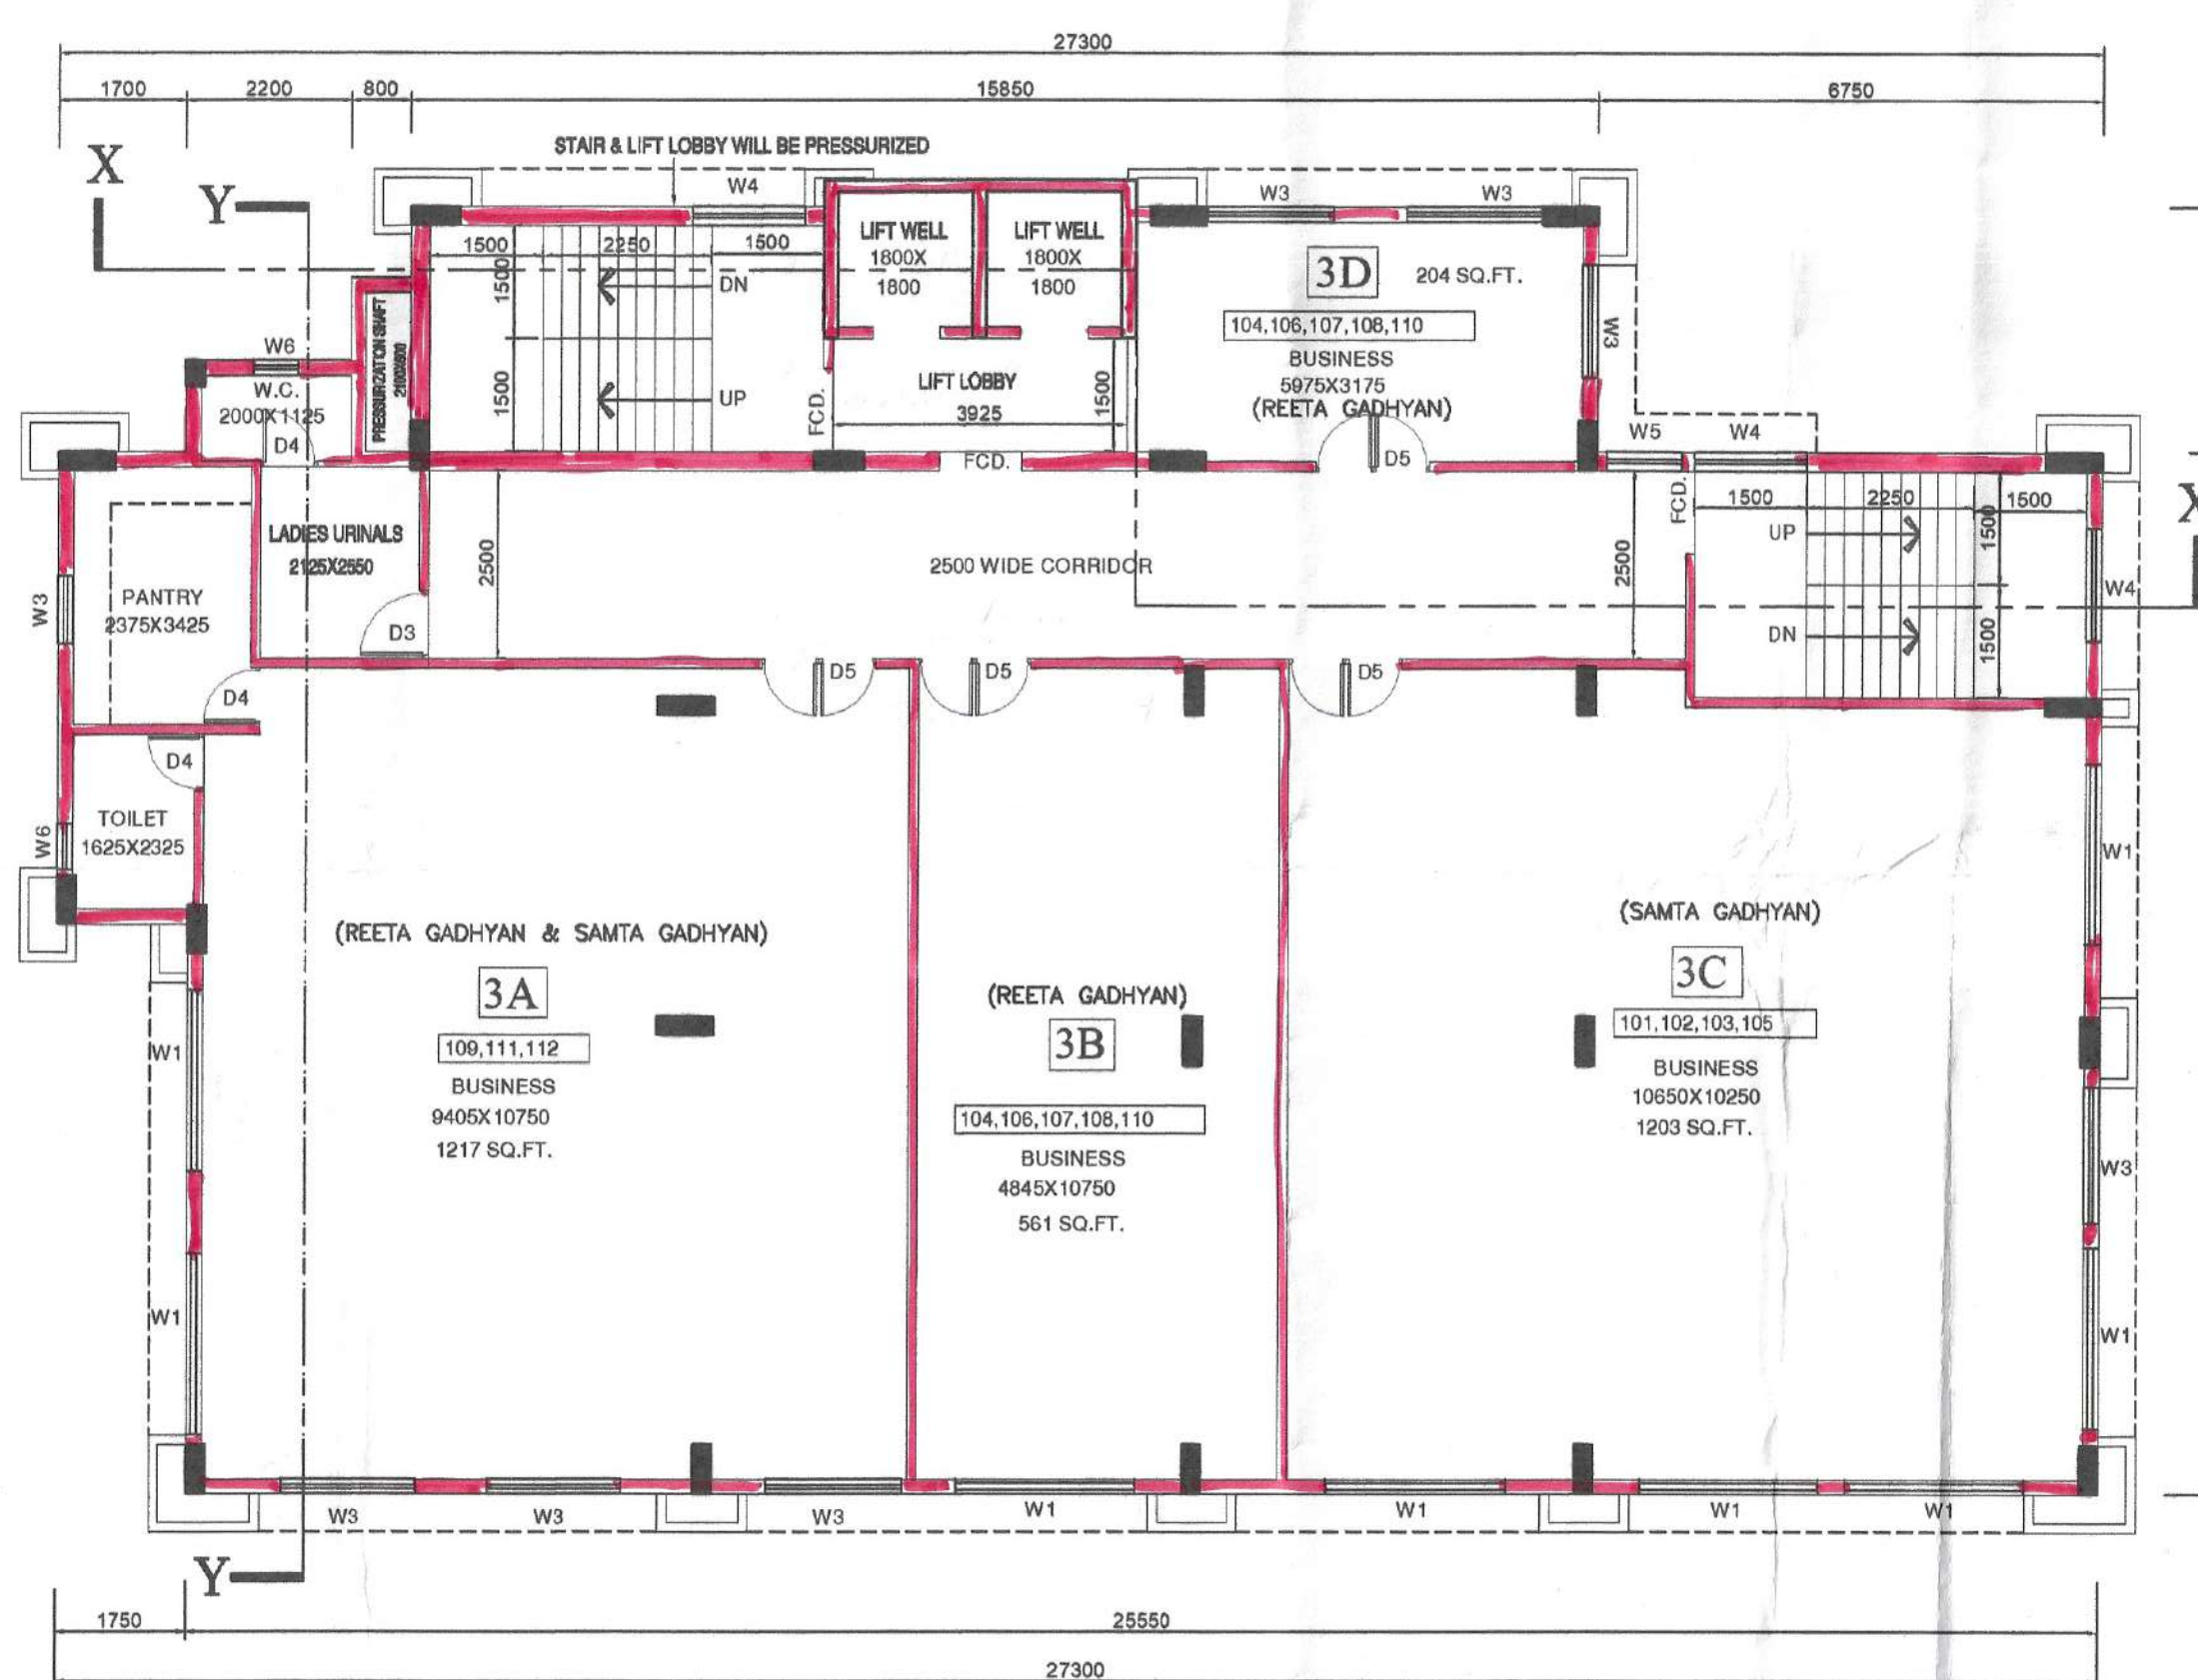 27300
1700 2200 800 15850 6750
STAIR & LIFT LOBBY WILL BE PRESSURIZED
X
Y
W4
W3 W3
1500 2250 1500
1500
DN
LIFT WELL
1800X
1800
LIFT WELL
1800X
1800
3D 204 SQ.FT.
104,106,107,108,110
BUSINESS
5975X3175
(REETA GADHYAN)
W3
D5
PRESSURIZATION SHAFT
2100X600
W6
W.C.
2000X1125
D4
1500
UP
FCD.
LIFT LOBBY
3925
1500
FCD.
W5 W4
FCD.
1500 2250 1500
UP
1500
DN
1500
W4
X
LADIES URINALS
2125X2550
2500
2500 WIDE CORRIDOR
2500
W3
PANTRY
2375X3425
D3
D4
D5 D5 D5
D4
TOILET
1625X2325
W6
W1
(REETA GADHYAN & SAMTA GADHYAN)
3A
109,111,112
BUSINESS
9405X10750
1217 SQ.FT.
(REETA GADHYAN)
3B
104,106,107,108,110
BUSINESS
4845X10750
561 SQ.FT.
(SAMTA GADHYAN)
3C
101,102,103,105
BUSINESS
10650X10250
1203 SQ.FT.
W1
W1
W3
W1
W3 W3 W3 W1 W1 W1 W1
Y
1750 25550
27300